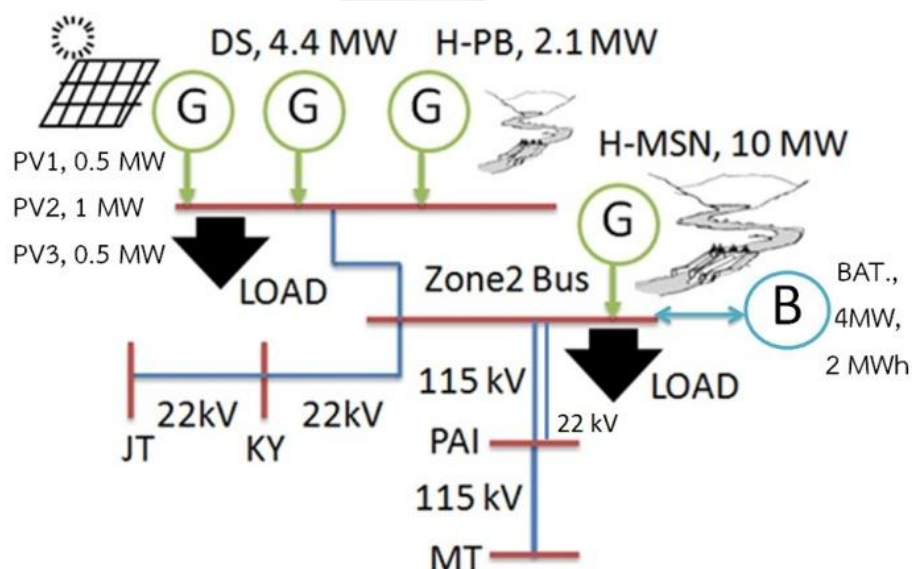 DS, 4.4 MW
H-PB, 2.1 MW
G
G
G
PV1, 0.5 MW
PV2, 1 MW
PV3, 0.5 MW
H-MSN, 10 MW
G
LOAD
Zone2 Bus
B
BAT.,
4MW,
2 MWh
LOAD
22kV
22kV
JT
KY
115 kV
22 kV
PAI
115 kV
MT